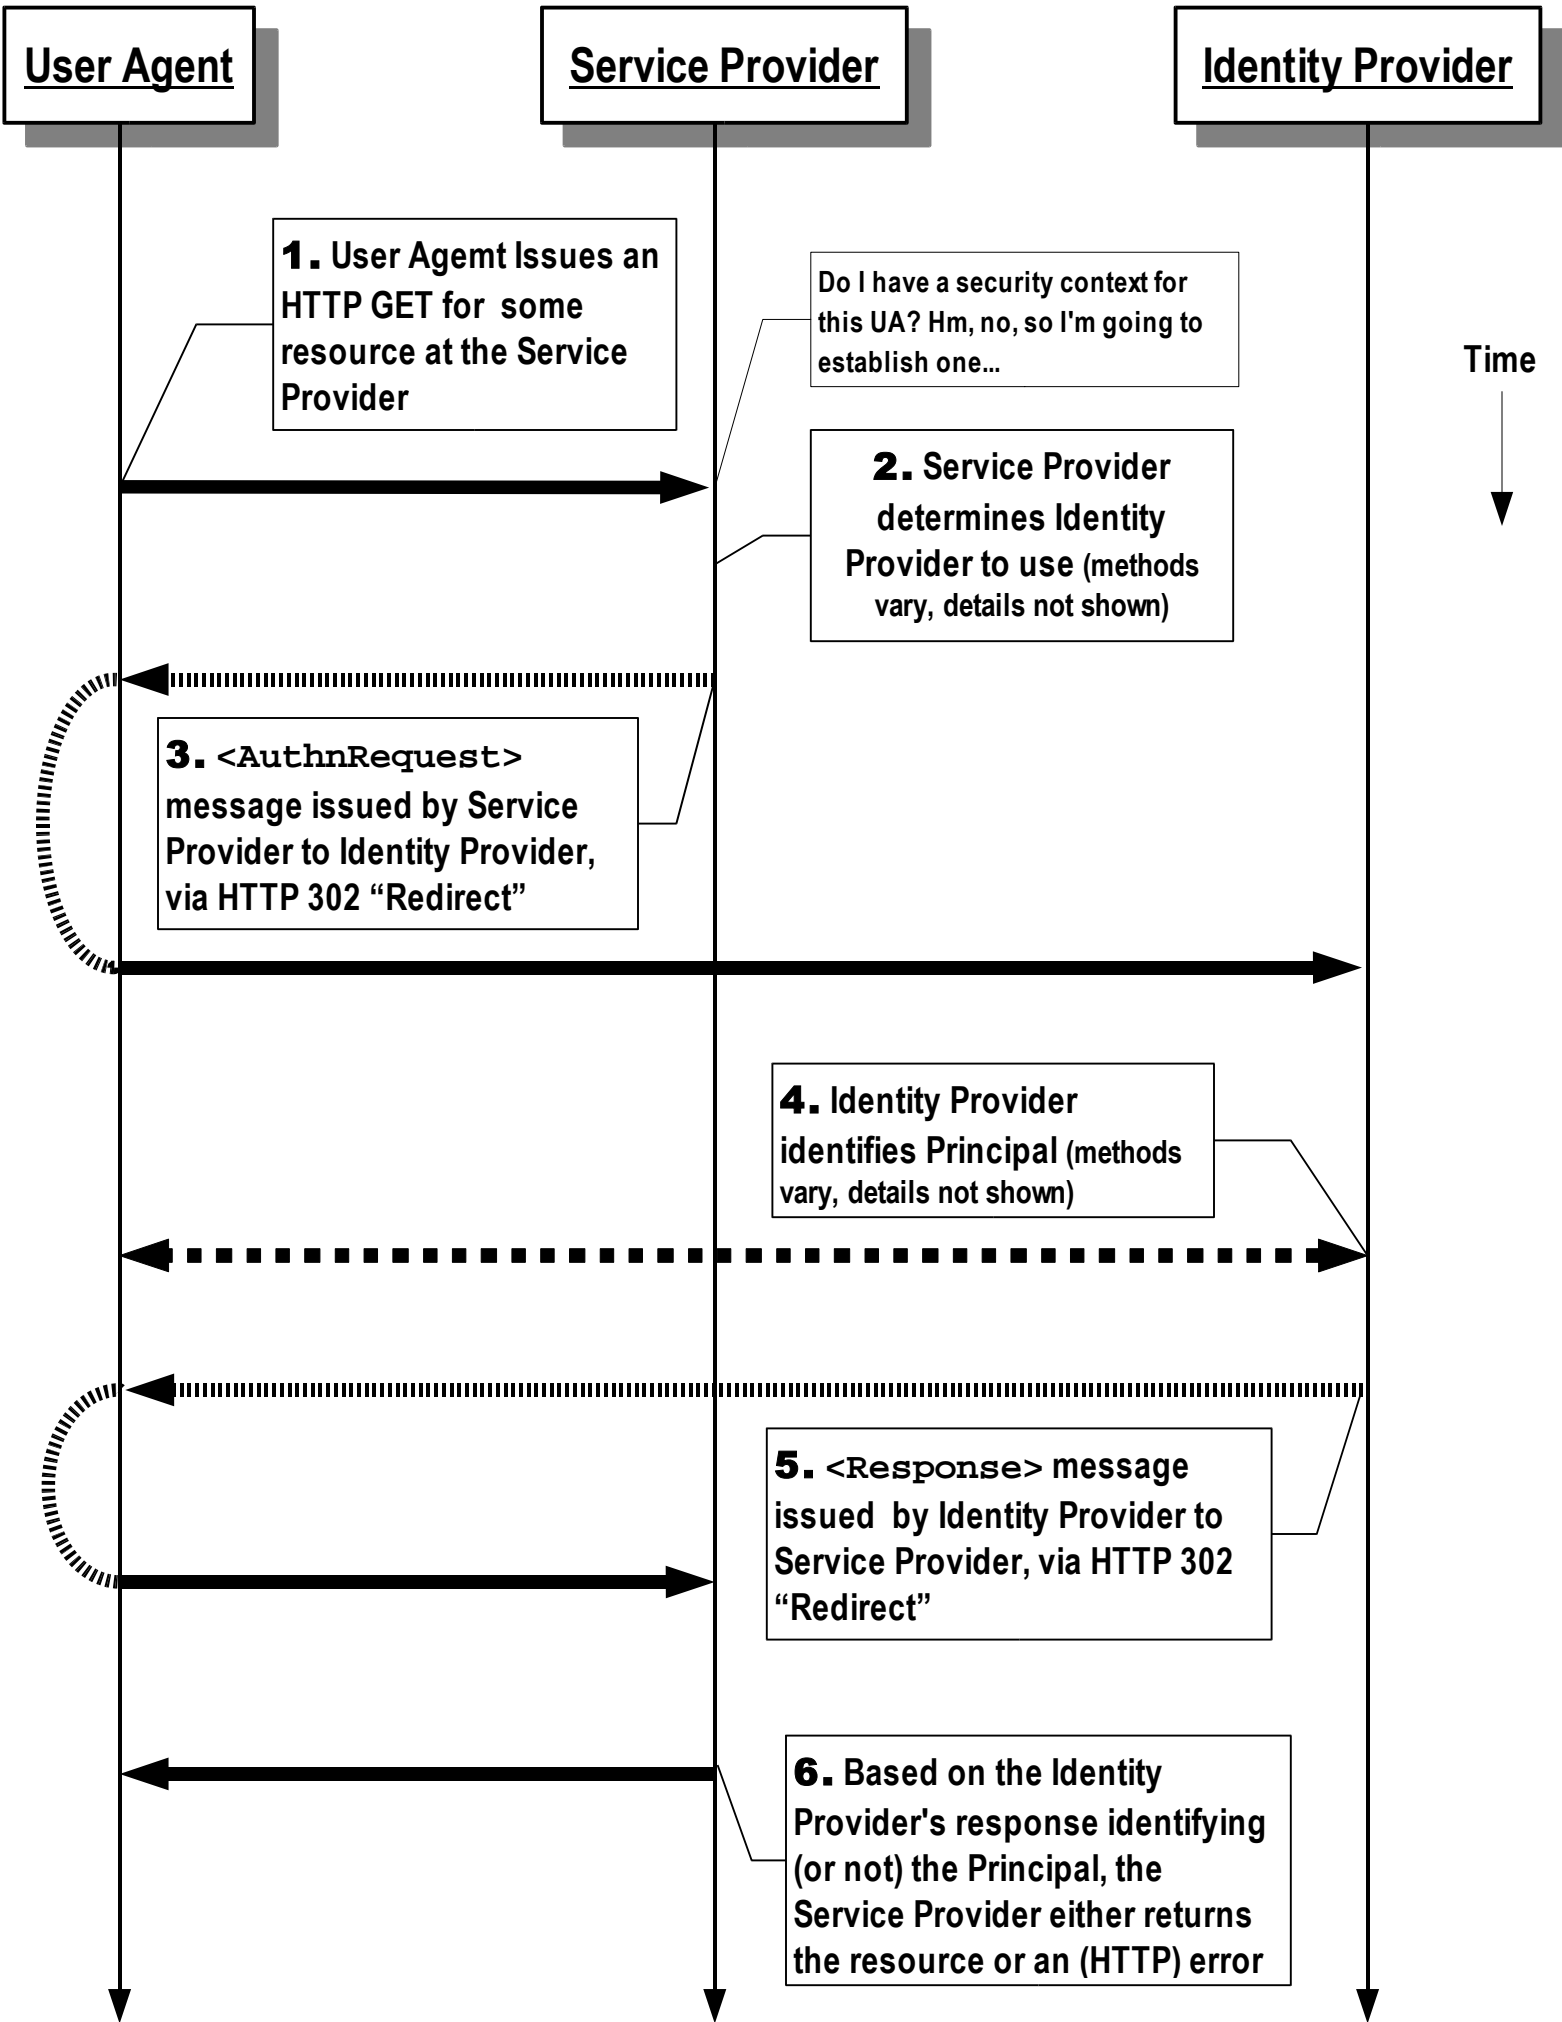 User Agent
Service Provider
Identity Provider
1. User Agemt Issues an
HTTP GET for some
resource at the Service
Provider
Do I have a security context for
this UA? Hm, no, so I'm going to
establish one...
Time
2. Service Provider
determines Identity
Provider to use (methods
vary, details not shown)
3. <AuthnRequest>
message issued by Service
Provider to Identity Provider,
via HTTP 302 “Redirect”
4. Identity Provider
identifies Principal (methods
vary, details not shown)
5. <Response> message
issued by Identity Provider to
Service Provider, via HTTP 302
“Redirect”
6. Based on the Identity
Provider's response identifying
(or not) the Principal, the
Service Provider either returns
the resource or an (HTTP) error